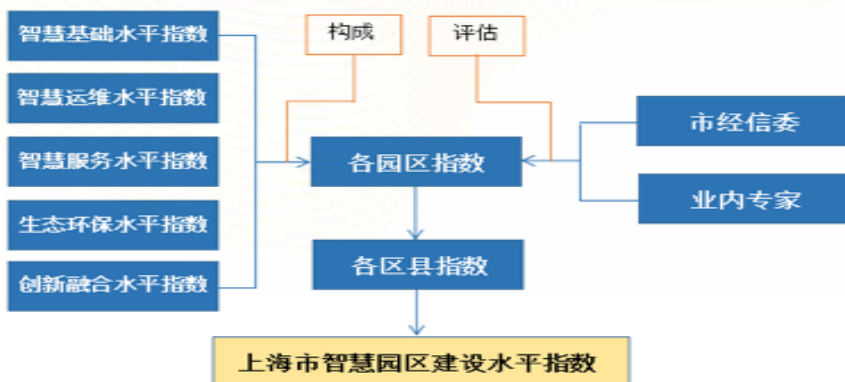 智慧基础水平指数
智慧运维水平指数
智慧服务水平指数
生态环保水平指数
创新融合水平指数
构成
评估
各园区指数
市经信委
业内专家
各区县指数
上海市智慧园区建设水平指数